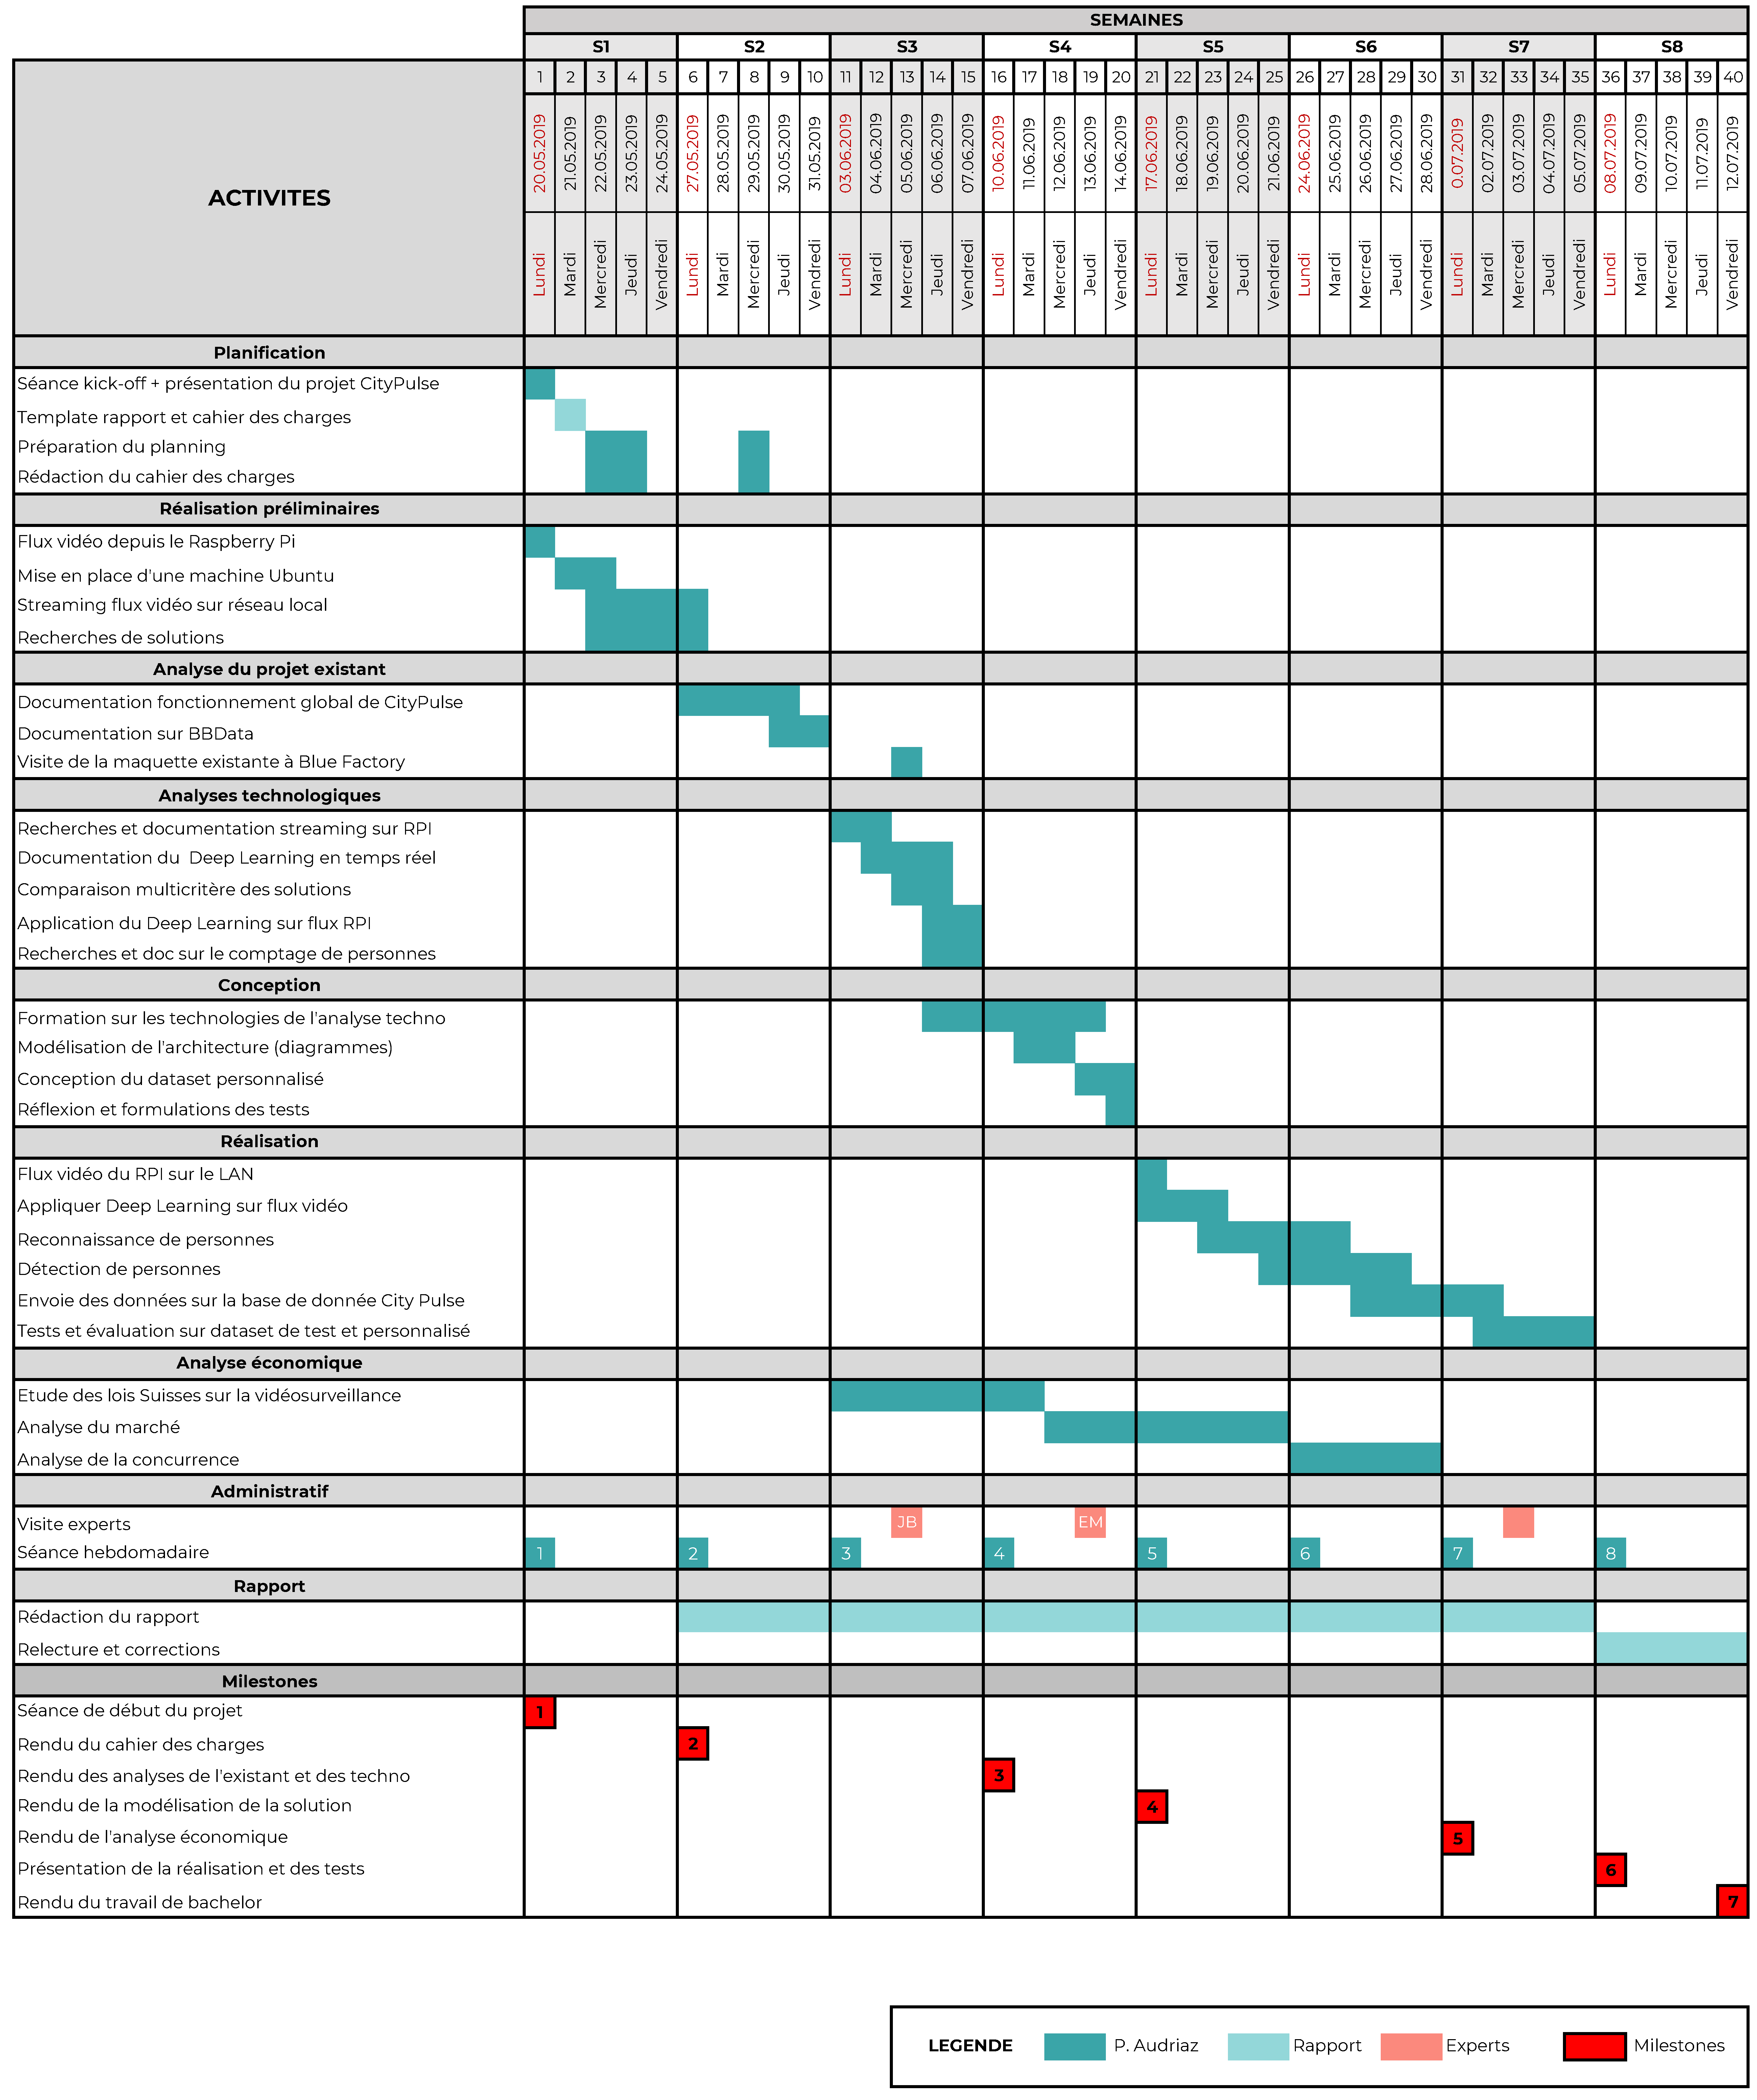 SEMAINES
S1 S2 S3 S4 S5 S6 S7 S8
1 2 3 4 5 6 7 8 9 10 11 12 13 14 15 16 17 18 19 20 21 22 23 24 25 26 27 28 29 30 31 32 33 34 35 36 37 38 39 40
ACTIVITES
20.05.2019 21.05.2019 22.05.2019 23.05.2019 24.05.2019 27.05.2019 28.05.2019 29.05.2019 30.05.2019 31.05.2019 03.06.2019 04.06.2019 05.06.2019 06.06.2019 07.06.2019 10.06.2019 11.06.2019 12.06.2019 13.06.2019 14.06.2019 17.06.2019 18.06.2019 19.06.2019 20.06.2019 21.06.2019 24.06.2019 25.06.2019 26.06.2019 27.06.2019 28.06.2019 0.07.2019 02.07.2019 03.07.2019 04.07.2019 05.07.2019 08.07.2019 09.07.2019 10.07.2019 11.07.2019 12.07.2019
Lundi Mardi Mercredi Jeudi Vendredi Lundi Mardi Mercredi Jeudi Vendredi Lundi Mardi Mercredi Jeudi Vendredi Lundi Mardi Mercredi Jeudi Vendredi Lundi Mardi Mercredi Jeudi Vendredi Lundi Mardi Mercredi Jeudi Vendredi Lundi Mardi Mercredi Jeudi Vendredi Lundi Mardi Mercredi Jeudi Vendredi
Planification
Séance kick-off + présentation du projet CityPulse
Template rapport et cahier des charges
Préparation du planning
Rédaction du cahier des charges
Réalisation préliminaires
Flux vidéo depuis le Raspberry Pi
Mise en place d'une machine Ubuntu
Streaming flux vidéo sur réseau local
Recherches de solutions
Analyse du projet existant
Documentation fonctionnement global de CityPulse
Documentation sur BBData
Visite de la maquette existante à Blue Factory
Analyses technologiques
Recherches et documentation streaming sur RPI
Documentation du Deep Learning en temps réel
Comparaison multicritère des solutions
Application du Deep Learning sur flux RPI
Recherches et doc sur le comptage de personnes
Conception
Formation sur les technologies de l'analyse techno
Modélisation de l'architecture (diagrammes)
Conception du dataset personnalisé
Réflexion et formulations des tests
Réalisation
Flux vidéo du RPI sur le LAN
Appliquer Deep Learning sur flux vidéo
Reconnaissance de personnes
Détection de personnes
Envoie des données sur la base de donnée City Pulse
Tests et évaluation sur dataset de test et personnalisé
Analyse économique
Etude des lois Suisses sur la vidéosurveillance
Analyse du marché
Analyse de la concurrence
Administratif
Visite experts JB EM
Séance hebdomadaire 1 2 3 4 5 6 7 8
Rapport
Rédaction du rapport
Relecture et corrections
Milestones
Séance de début du projet 1
Rendu du cahier des charges 2
Rendu des analyses de l'existant et des techno 3
Rendu de la modélisation de la solution 4
Rendu de l'analyse économique 5
Présentation de la réalisation et des tests 6
Rendu du travail de bachelor 7
LEGENDE P. Audriaz Rapport Experts Milestones